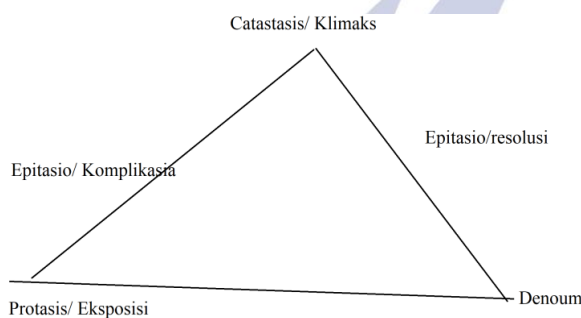 Catastasis/ Klimaks
Epitasio/resolusi
Epitasio/ Komplikasia
Denoum
Protasis/ Eksposisi